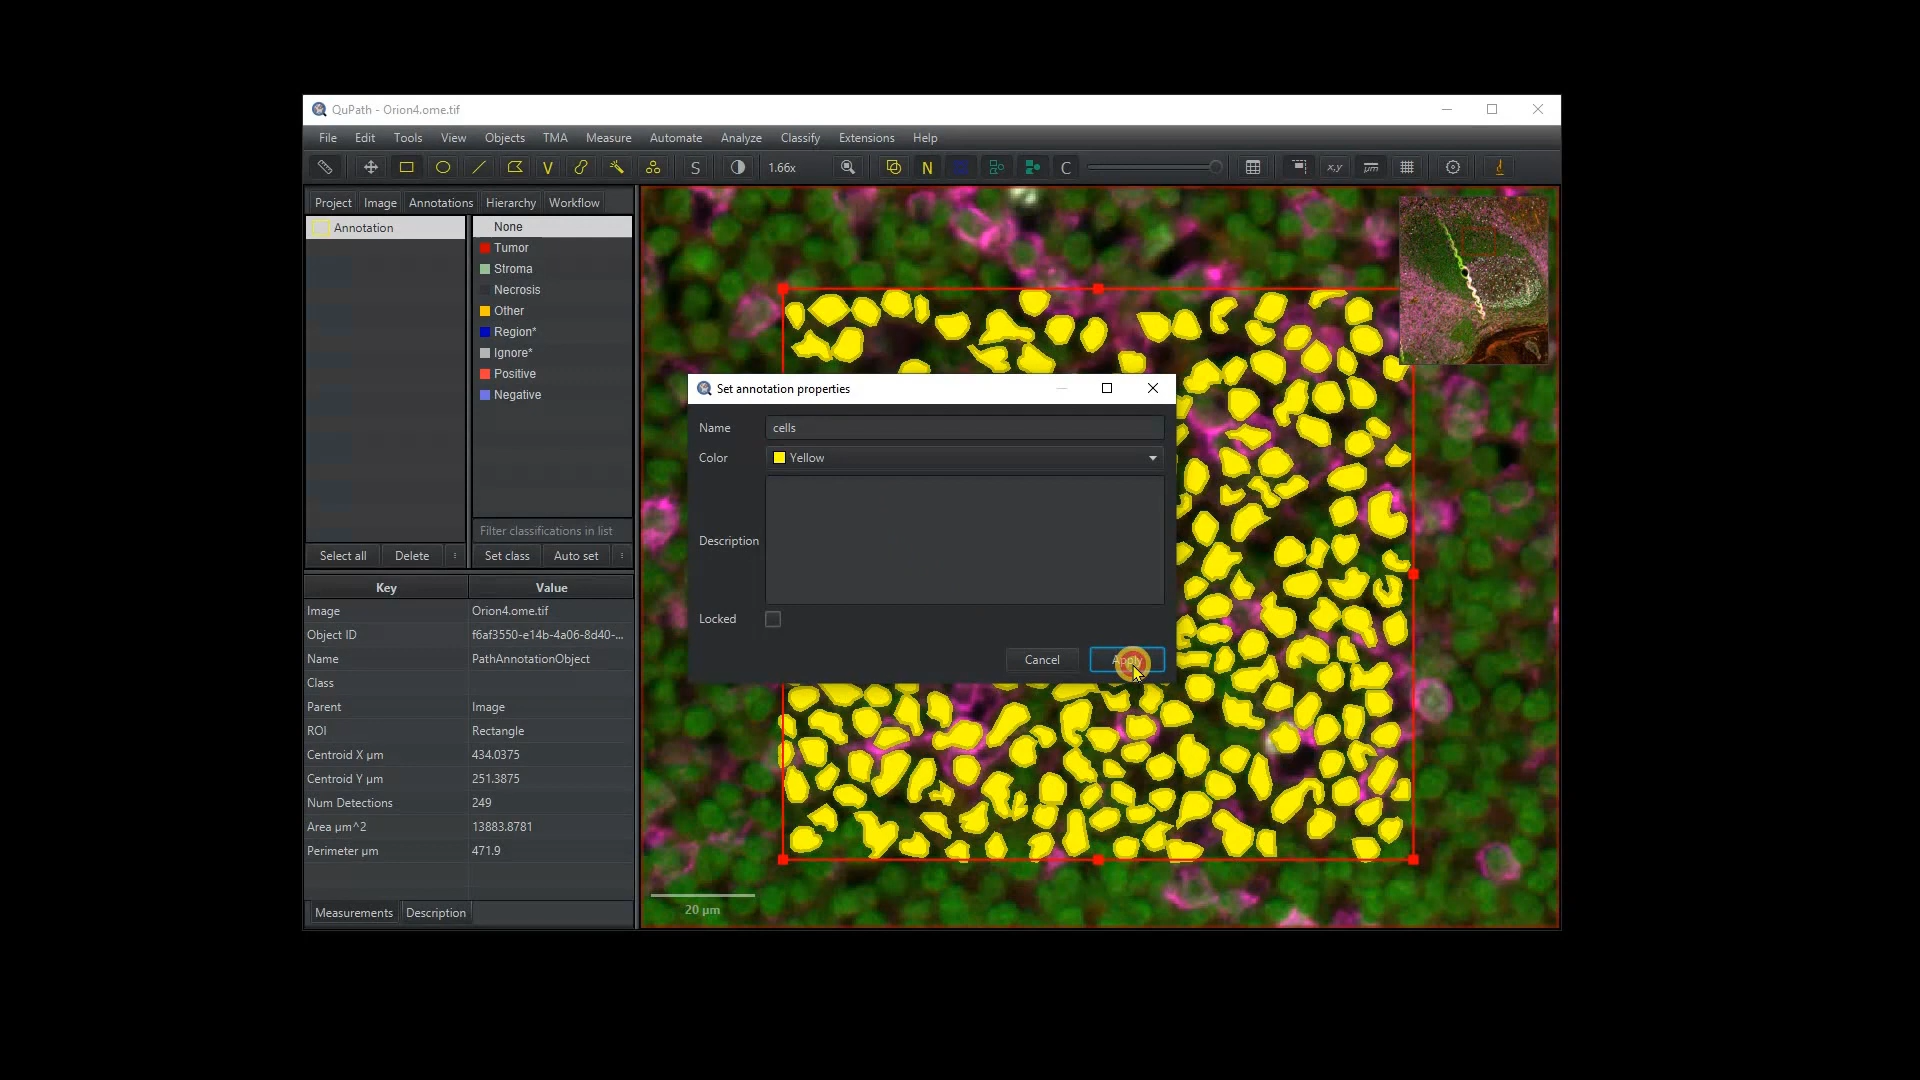 QuPath - Orion4.ome.tif
File Edit Tools View Objects TMA Measure Automate Analyze Classify Extensions Help
V S 1.66x N C x,y μm
Project Image Annotations Hierarchy Workflow
Annotation
None
Tumor
Stroma
Necrosis
Other
Region*
Ignore*
Positive
Negative
Filter classifications in list
Select all Delete Set class Auto set
Key Value
Image Orion4.ome.tif
Object ID f6af3550-e14b-4a06-8d40-...
Name PathAnnotationObject
Class
Parent Image
ROI Rectangle
Centroid X μm 434.0375
Centroid Y μm 251.3875
Num Detections 249
Area μm^2 13883.8781
Perimeter μm 471.9
Measurements Description
Set annotation properties
Name cells
Color Yellow
Description
Locked
Cancel Apply
20 μm